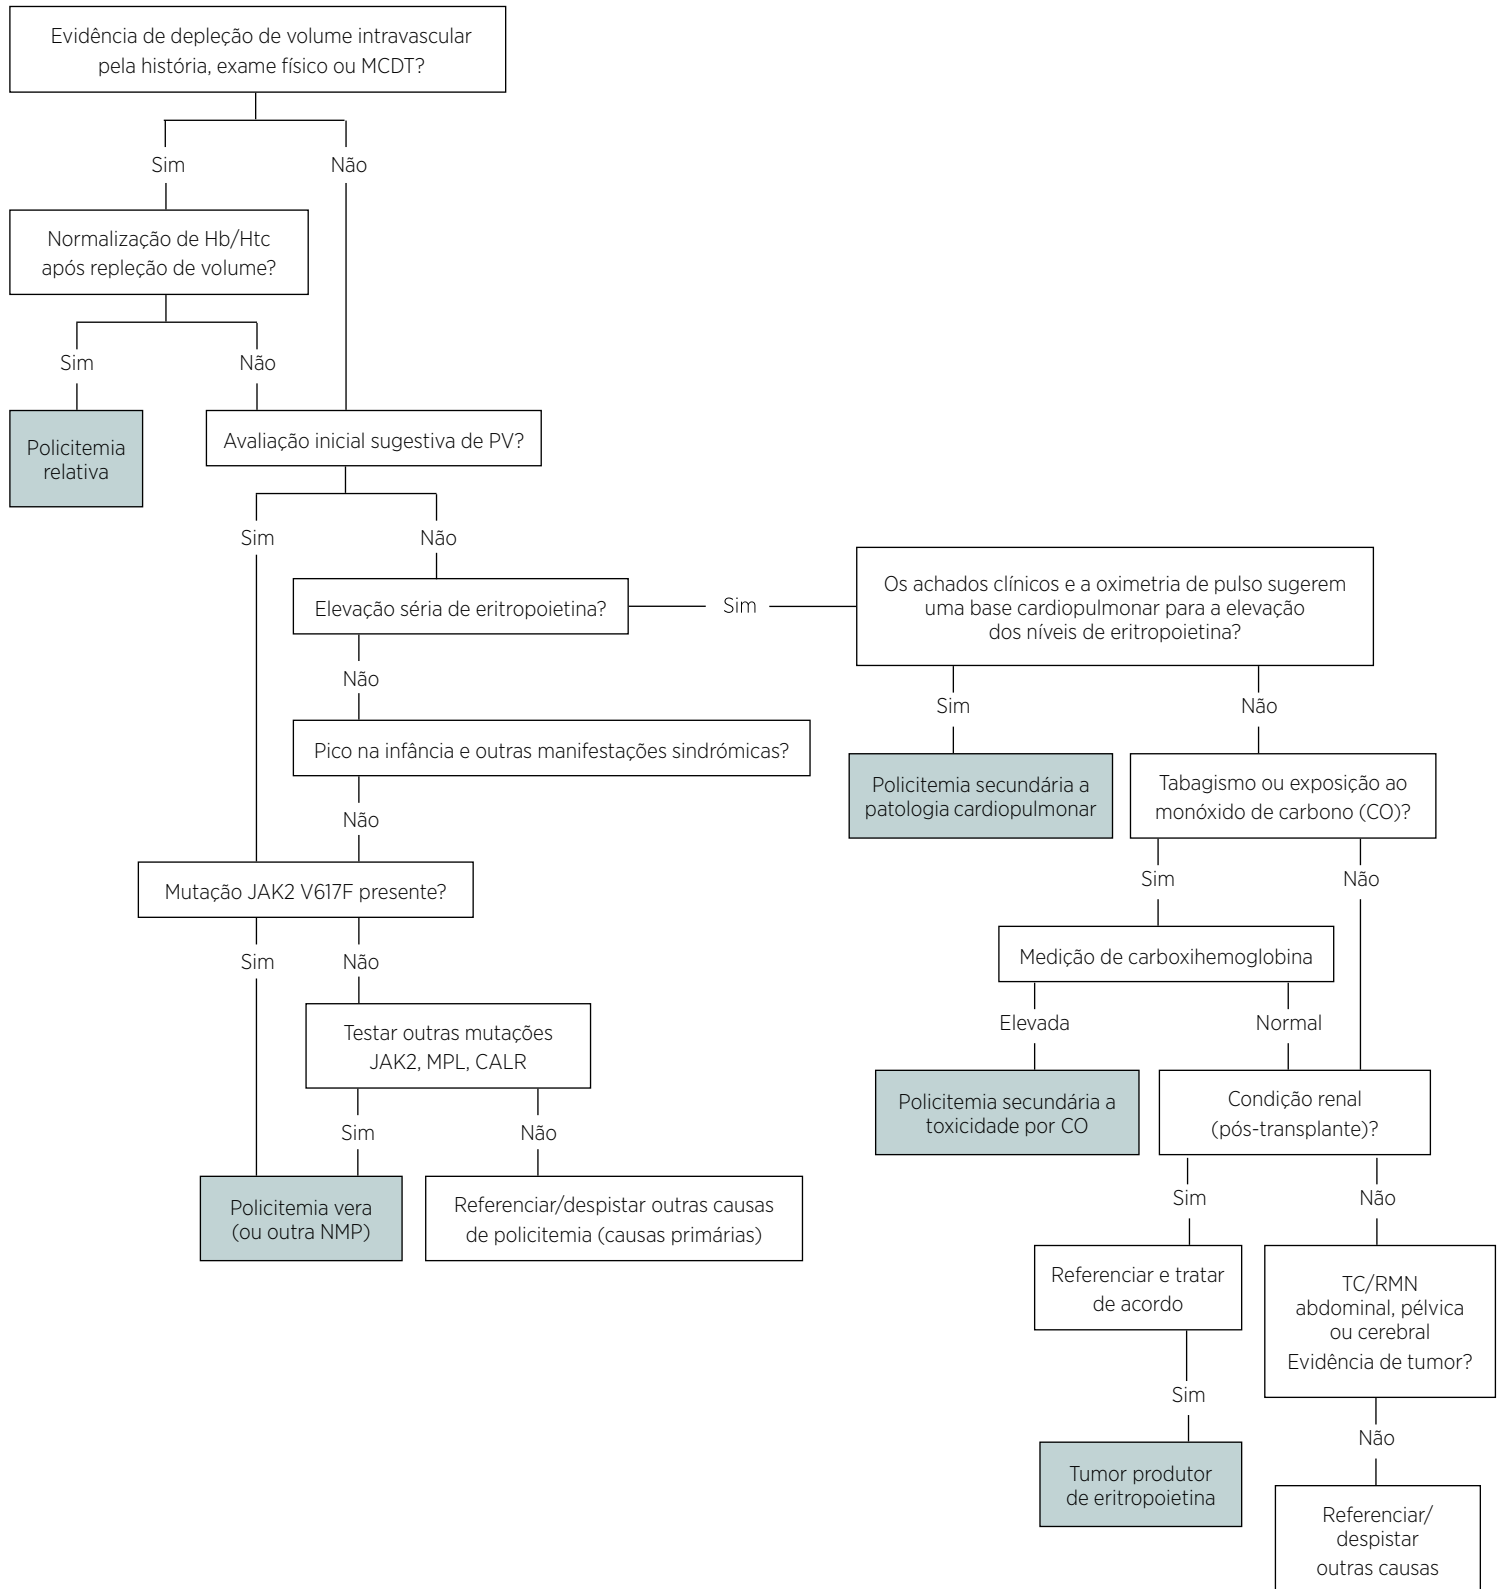 Evidência de depleção de volume intravascular
pela história, exame físico ou MCDT?
Sim
Não
Normalização de Hb/Htc
após repleção de volume?
Sim
Não
Policitemia
relativa
Avaliação inicial sugestiva de PV?
Sim
Não
Elevação séria de eritropoietina?
Sim
Os achados clínicos e a oximetria de pulso sugerem
uma base cardiopulmonar para a elevação
dos níveis de eritropoietina?
Não
Sim
Não
Pico na infância e outras manifestações sindrómicas?
Policitemia secundária a
patologia cardiopulmonar
Tabagismo ou exposição ao
monóxido de carbono (CO)?
Não
Mutação JAK2 V617F presente?
Sim
Não
Sim
Não
Medição de carboxihemoglobina
Testar outras mutações
JAK2, MPL, CALR
Elevada
Normal
Sim
Não
Policitemia secundária a
toxicidade por CO
Condição renal
(pós-transplante)?
Policitemia vera
(ou outra NMP)
Referenciar/despistar outras causas
de policitemia (causas primárias)
Sim
Não
Referenciar e tratar
de acordo
TC/RMN
abdominal, pélvica
ou cerebral
Evidência de tumor?
Sim
Não
Tumor produtor
de eritropoietina
Referenciar/
despistar
outras causas